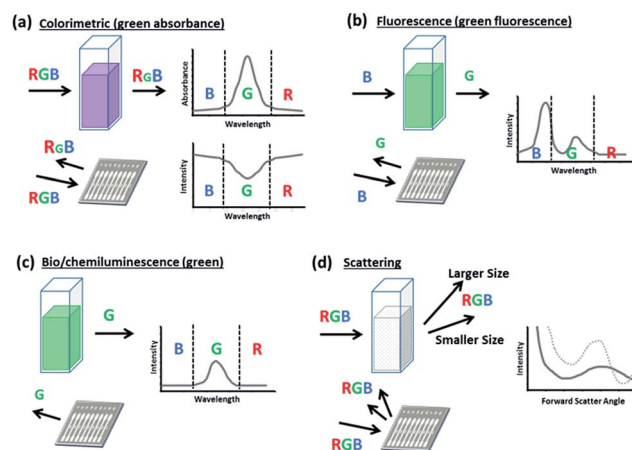 (a) Colorimetric (green absorbance)
RGB
RGB
Absorbance
B G R
Wavelength
RGB
RGB
Intensity
B G R
Wavelength
(b) Fluorescence (green fluorescence)
B
G
G
B
Intensity
B G R
Wavelength
(c) Bio/chemiluminescence (green)
G
G
Intensity
B G R
Wavelength
(d) Scattering
Larger Size
RGB
RGB
Smaller Size
RGB
RGB
Intensity
Forward Scatter Angle